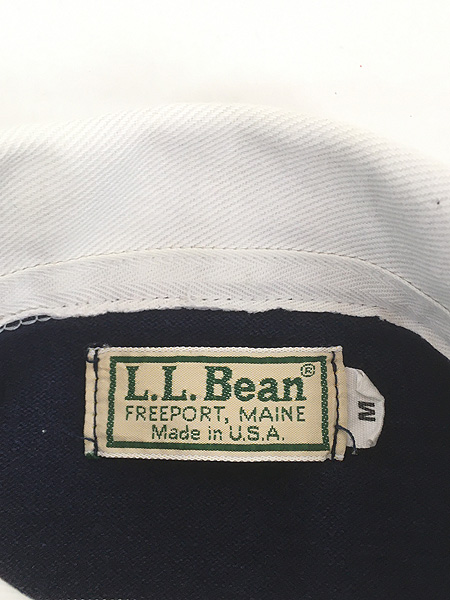 L.L.Bean®
FREEPORT, MAINE
Made in U.S.A.
M